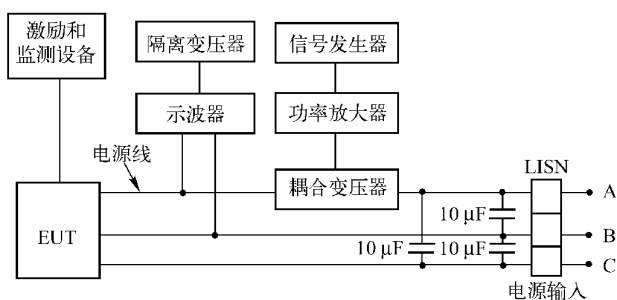 激励和
监测设备
隔离变压器
信号发生器
示波器
功率放大器
电源线
耦合变压器
LISN
A
10 μF
EUT
B
10 μF
10 μF
C
电源输入